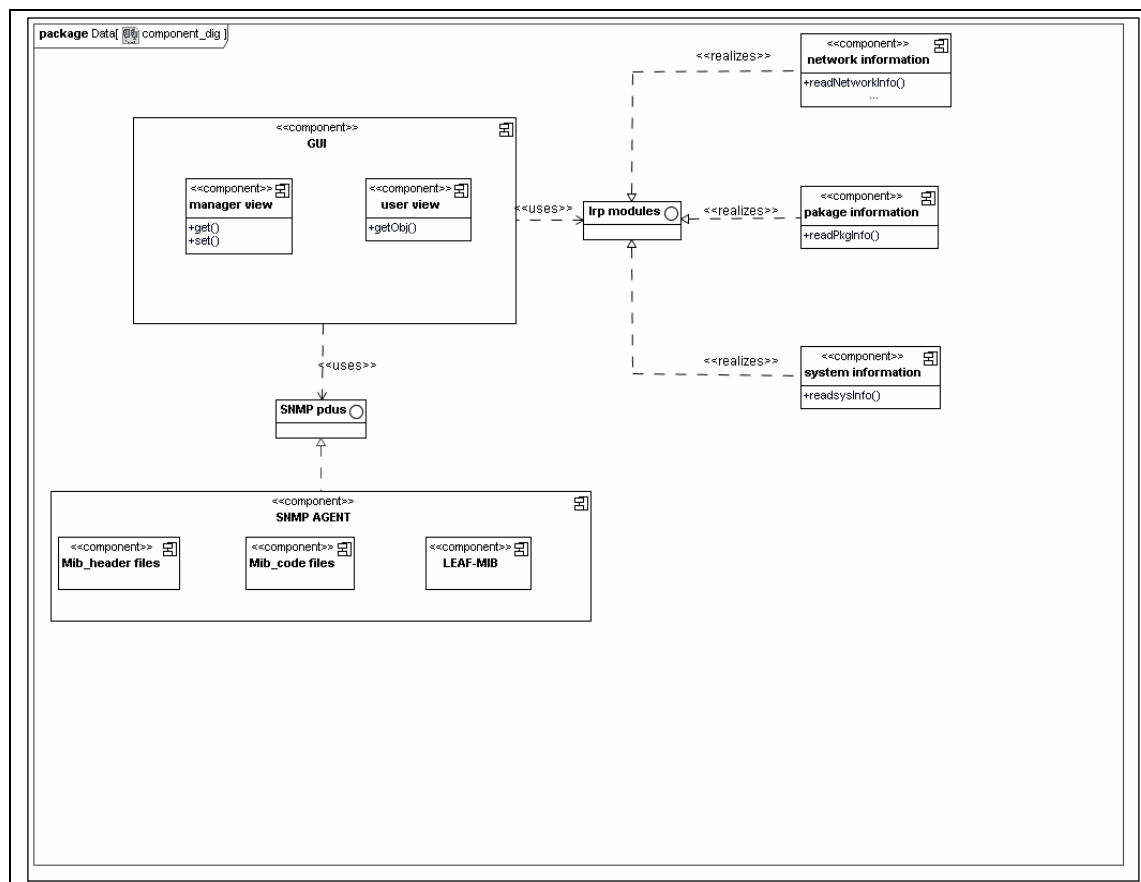 package Data[ component_dig ]
<<component>>
network information
+readNetworkInfo()
...
<<realizes>>
<<component>>
GUI
<<component>>
manager view
+get()
+set()
<<component>>
user view
+getObj()
<<uses>>
lrp modules
<<realizes>>
<<component>>
pakage information
+readPkgInfo()
<<uses>>
<<realizes>>
<<component>>
system information
+readsysInfo()
SNMP pdus
<<component>>
SNMP AGENT
<<component>>
Mib_header files
<<component>>
Mib_code files
<<component>>
LEAF-MIB